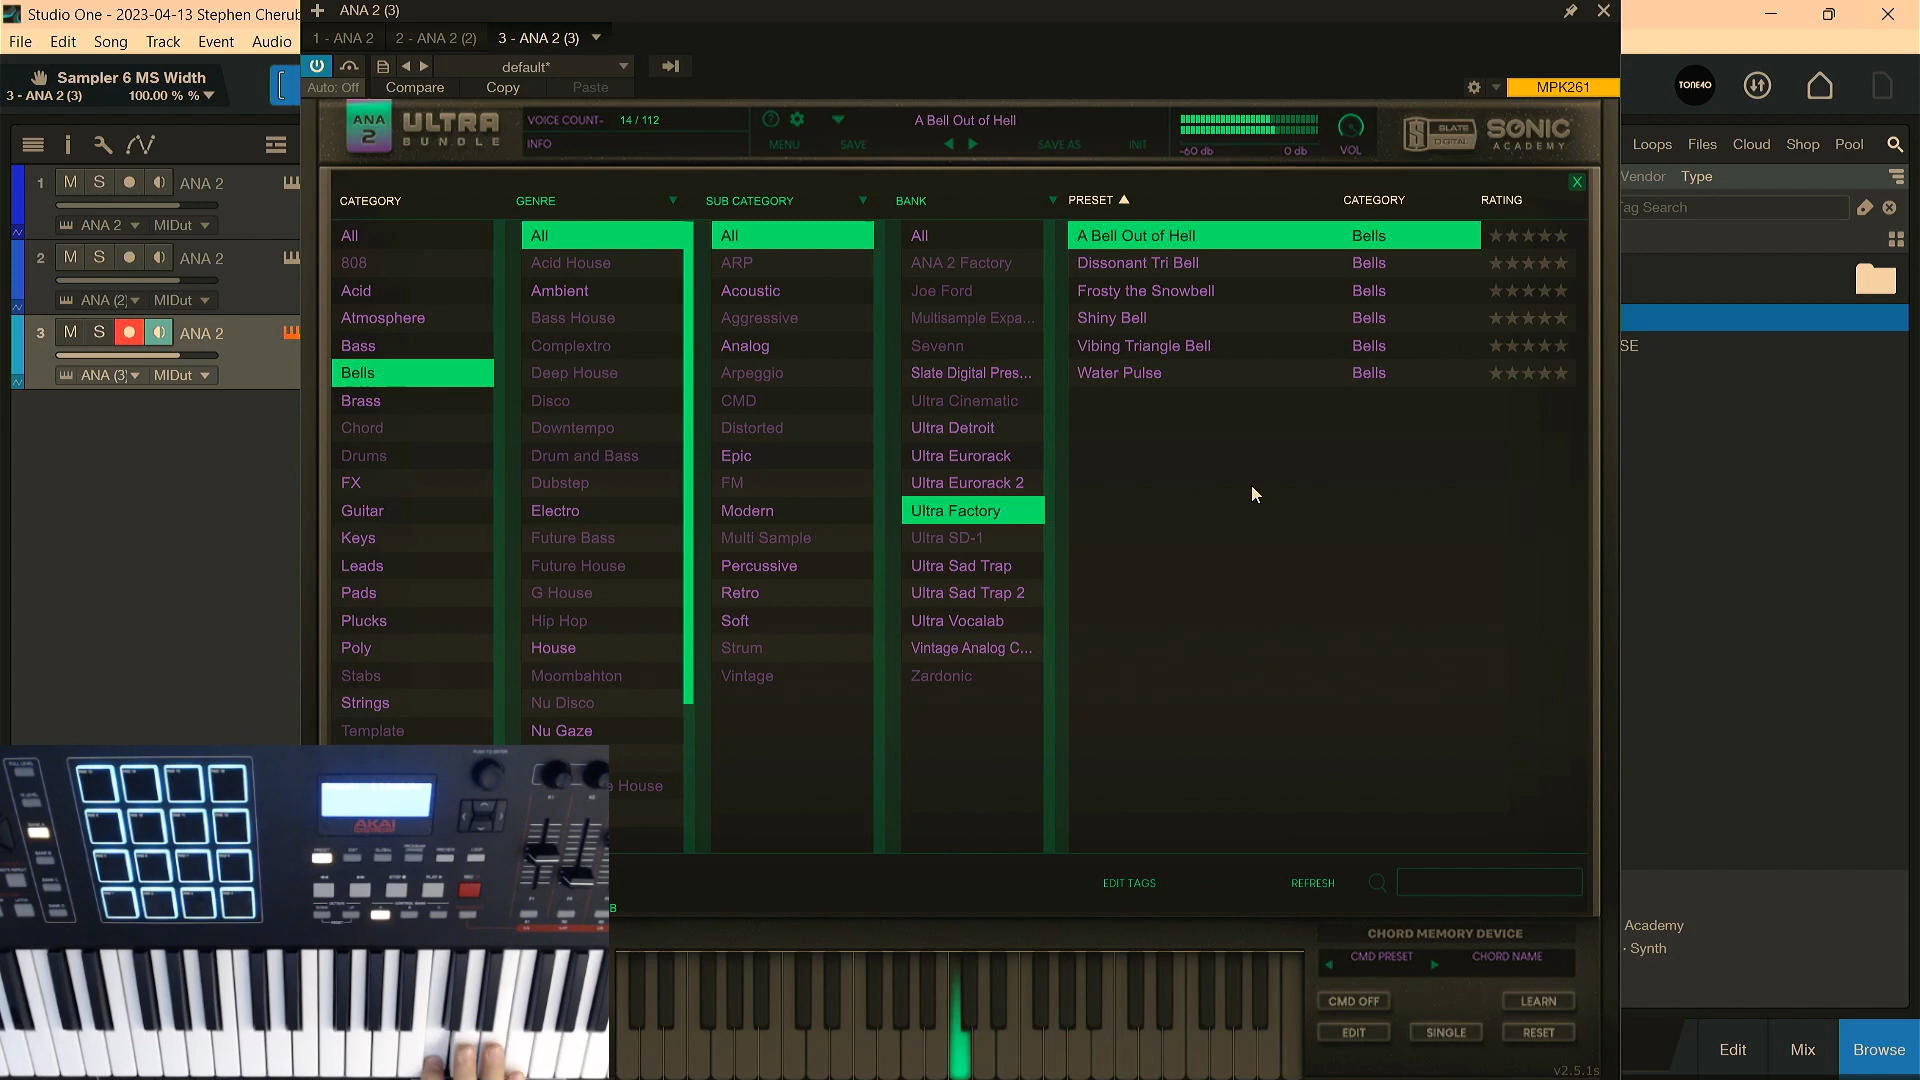 Studio One - 2023-04-13 Stephen Cherub
ANA 2 (3)
File Edit Song Track Event Audio
1 - ANA 2 2 - ANA 2 (2) 3 - ANA 2 (3)
default*
Sampler 6 MS Width
3 - ANA 2 (3) 100.00 % %
Auto: Off Compare Copy Paste
MPK261
TONE40
ANA 2
ULTRA BUNDLE
VOICE COUNT- 14 / 112
INFO
MENU SAVE
A Bell Out of Hell
SAVE AS INIT
-60 db 0 db VOL
SLATE DIGITAL
SONIC ACADEMY
Loops Files Cloud Shop Pool
Vendor Type
ag Search
SE
Academy
Synth
1 M S ANA 2
ANA 2 MIDut
2 M S ANA 2
ANA (2) MIDut
3 M S ANA 2
ANA (3) MIDut
CATEGORY GENRE SUB CATEGORY BANK PRESET CATEGORY RATING
All
808
Acid
Atmosphere
Bass
Bells
Brass
Chord
Drums
FX
Guitar
Keys
Leads
Pads
Plucks
Poly
Stabs
Strings
Template
All
Acid House
Ambient
Bass House
Complextro
Deep House
Disco
Downtempo
Drum and Bass
Dubstep
Electro
Future Bass
Future House
G House
Hip Hop
House
Moombahton
Nu Disco
Nu Gaze
e House
All
ARP
Acoustic
Aggressive
Analog
Arpeggio
CMD
Distorted
Epic
FM
Modern
Multi Sample
Percussive
Retro
Soft
Strum
Vintage
All
ANA 2 Factory
Joe Ford
Multisample Expa...
Sevenn
Slate Digital Pres...
Ultra Cinematic
Ultra Detroit
Ultra Eurorack
Ultra Eurorack 2
Ultra Factory
Ultra SD-1
Ultra Sad Trap
Ultra Sad Trap 2
Ultra Vocalab
Vintage Analog C...
Zardonic
A Bell Out of Hell Bells
Dissonant Tri Bell Bells
Frosty the Snowbell Bells
Shiny Bell Bells
Vibing Triangle Bell Bells
Water Pulse Bells
EDIT TAGS REFRESH
B
AKAI
CHORD MEMORY DEVICE
CMD PRESET CHORD NAME
CMD OFF LEARN
EDIT SINGLE RESET
v2.5.1s
Edit Mix Browse